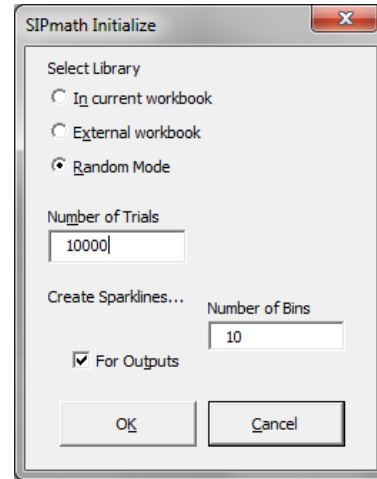 SIPmath Initialize
Select Library
In current workbook
External workbook
Random Mode
Number of Trials
10000
Create Sparklines...
Number of Bins
10
For Outputs
OK
Cancel